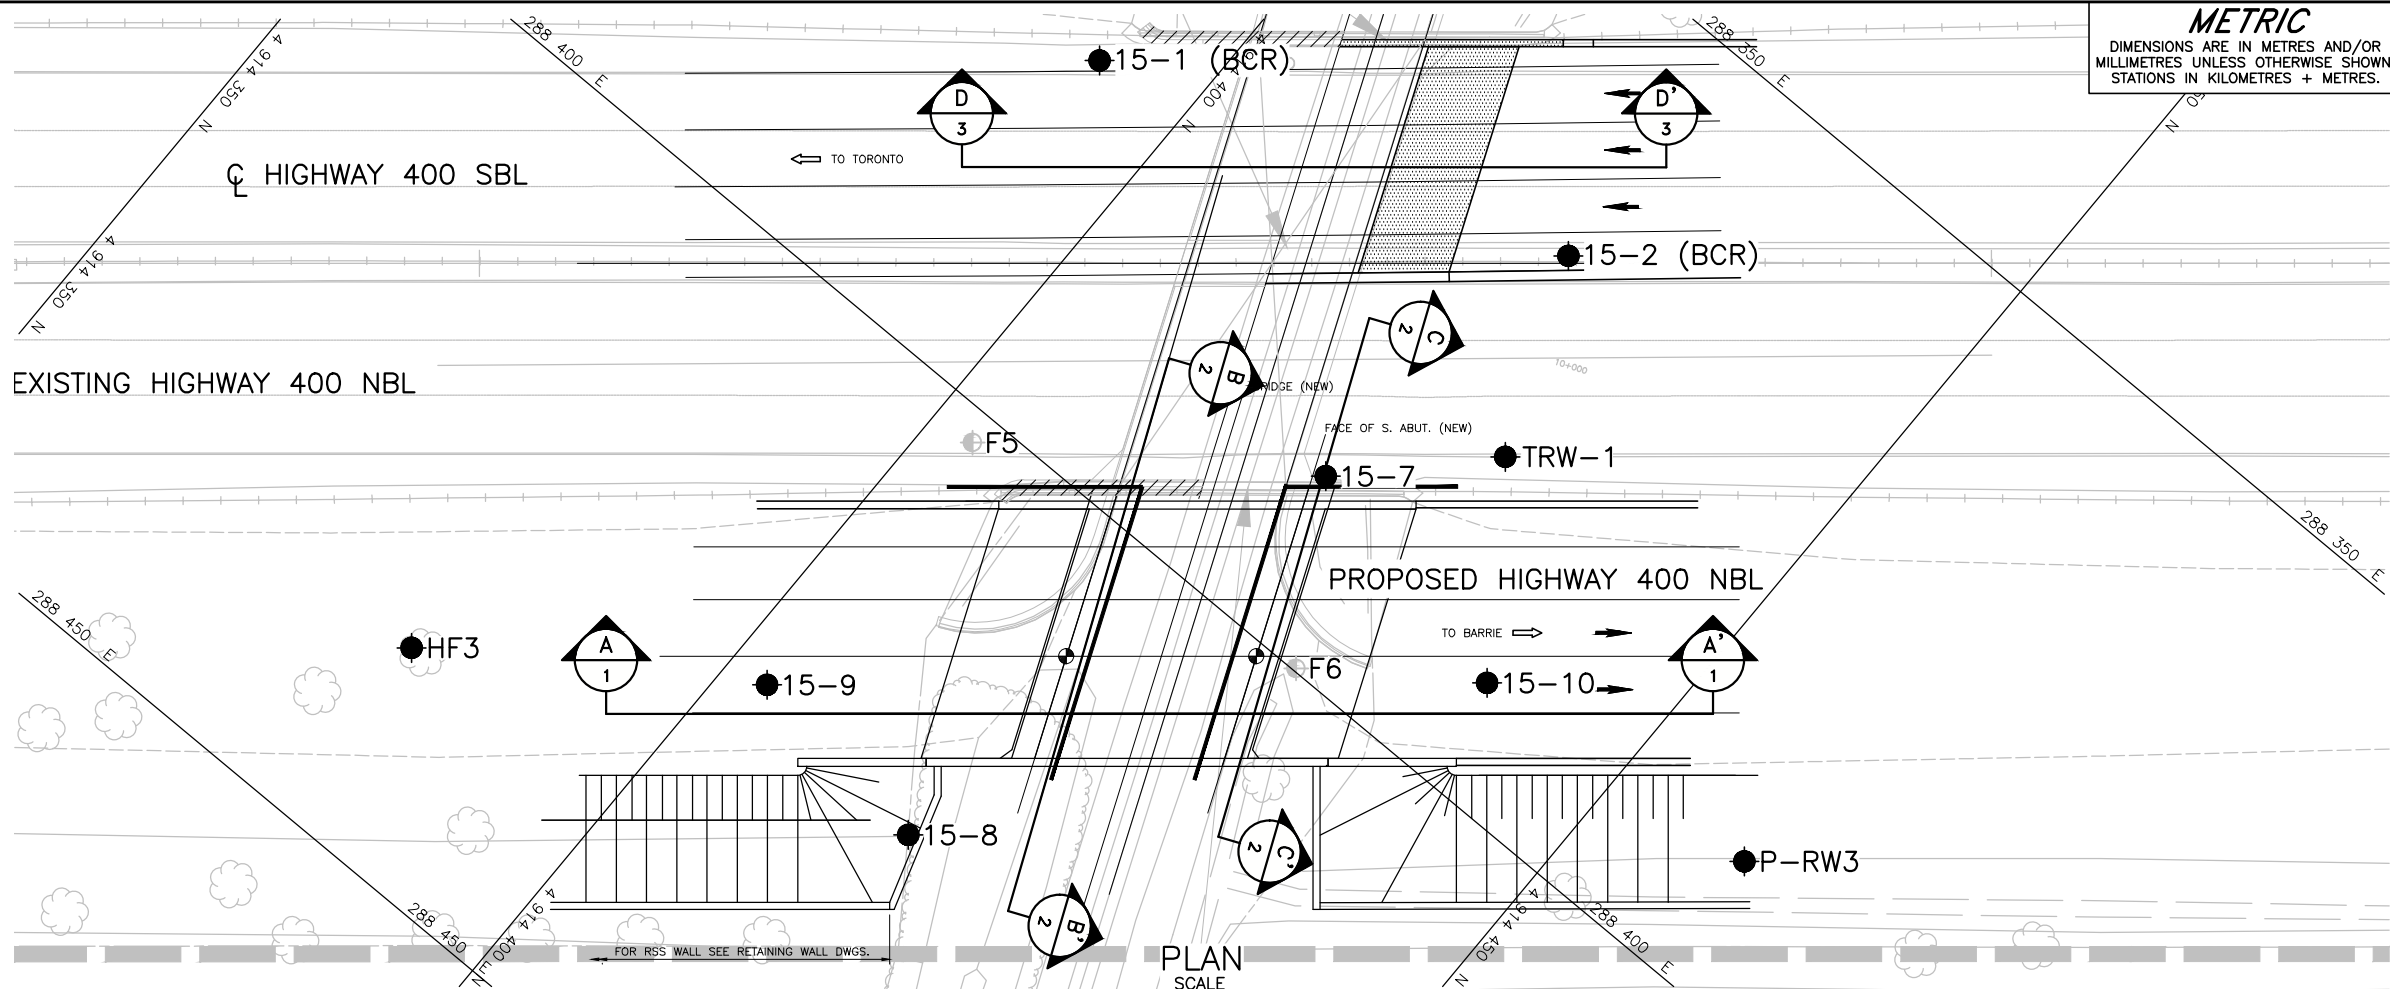 METRIC
DIMENSIONS ARE IN METRES AND/OR
MILLIMETRES UNLESS OTHERWISE SHOWN
STATIONS IN KILOMETRES + METRES.
4 914 350 N
288 400 E
15-1 (BCR)
400 N
288 350 E
50 N
D
3
D'
3
TO TORONTO
℄ HIGHWAY 400 SBL
4 914 350 N
15-2 (BCR)
B
2
C
2
10+000
EXISTING HIGHWAY 400 NBL
RIDGE (NEW)
FACE OF S. ABUT. (NEW)
F5
TRW-1
15-7
288 350 E
PROPOSED HIGHWAY 400 NBL
288 450 E
TO BARRIE
HF3
A
1
A'
1
F6
15-9
15-10
15-8
C'
2
P-RW3
4 914 400 N
288 450 E
B'
2
4 914 450 N
288 400 E
FOR RSS WALL SEE RETAINING WALL DWGS.
PLAN
SCALE